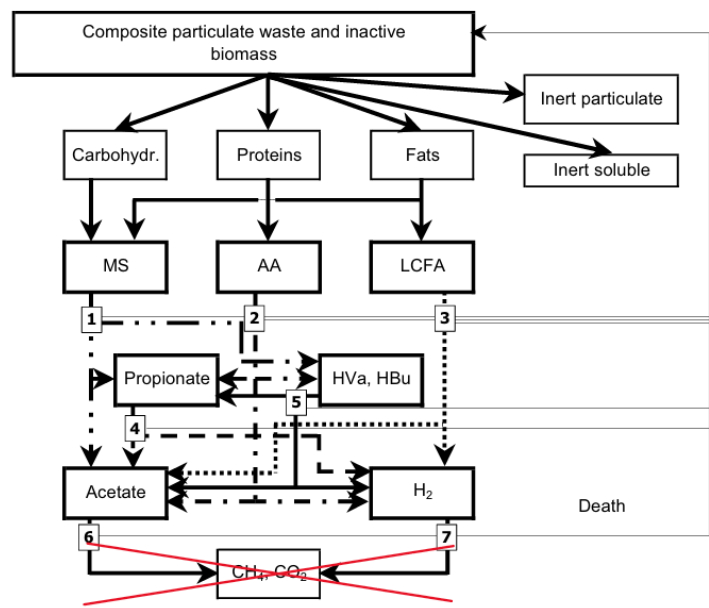 Composite particulate waste and inactive
biomass
Inert particulate
Carbohydr.
Proteins
Fats
Inert soluble
MS
AA
LCFA
1
2
3
Propionate
HVa, HBu
5
4
Acetate
H₂
Death
6
7
CH₄, CO₂